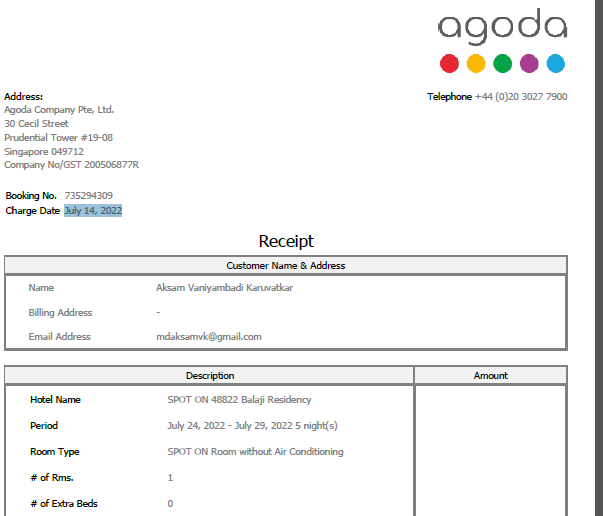 agoda
Address:
Agoda Company Pte, Ltd.
30 Cecil Street
Prudential Tower #19-08
Singapore 049712
Company No/GST 200506877R
Telephone +44 (0)20 3027 7900
Booking No. 735294309
Charge Date July 14, 2022
Receipt
Customer Name & Address
Name Aksam Vaniyambadi Karuvatkar
Billing Address -
Email Address mdaksamvk@gmail.com
Description Amount
Hotel Name SPOT ON 48822 Balaji Residency
Period July 24, 2022 - July 29, 2022 5 night(s)
Room Type SPOT ON Room without Air Conditioning
# of Rms. 1
# of Extra Beds 0